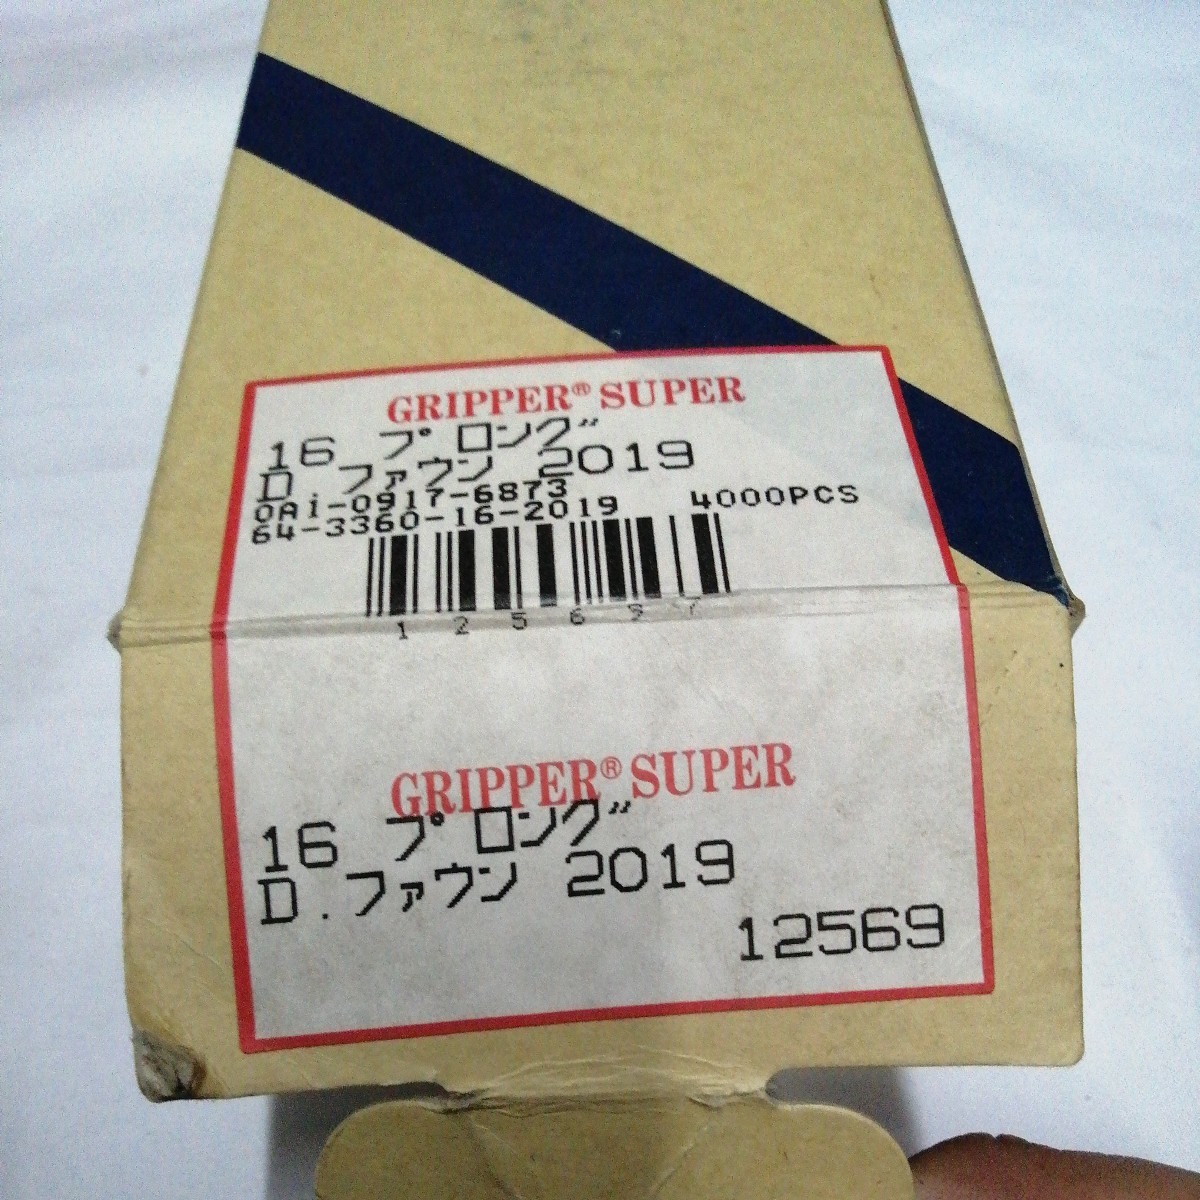 GRIPPER® SUPER
16 プロング
D. ファウン 2019
OAi-0917-6873
64-3360-16-2019 4000PCS
1 2 5 6 9 7
GRIPPER® SUPER
16 プロング
D.ファウン 2019
12569